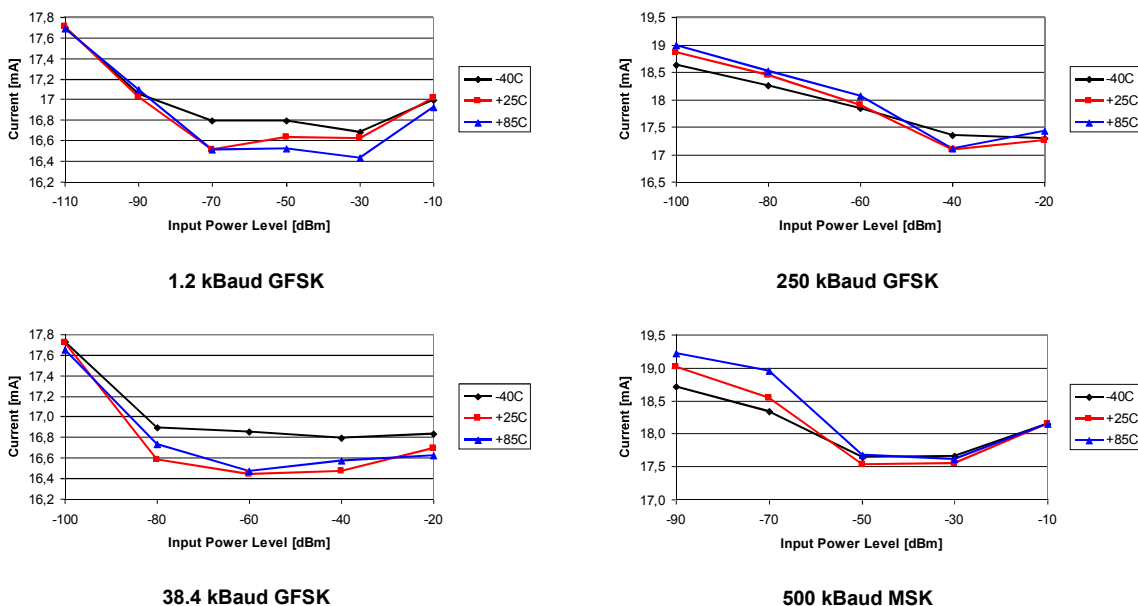 17,8
17,6
17,4
17,2
17
16,8
16,6
16,4
16,2
Current [mA]
-110 -90 -70 -50 -30 -10
Input Power Level [dBm]
-40C
+25C
+85C
1.2 kBaud GFSK
19,5
19
18,5
18
17,5
17
16,5
Current [mA]
-100 -80 -60 -40 -20
Input Power Level [dBm]
-40C
+25C
+85C
250 kBaud GFSK
17,8
17,6
17,4
17,2
17,0
16,8
16,6
16,4
16,2
Current [mA]
-100 -80 -60 -40 -20
Input Power Level [dBm]
-40C
+25C
+85C
38.4 kBaud GFSK
19,5
19,0
18,5
18,0
17,5
17,0
Current [mA]
-90 -70 -50 -30 -10
Input Power Level [dBm]
-40C
+25C
+85C
500 kBaud MSK